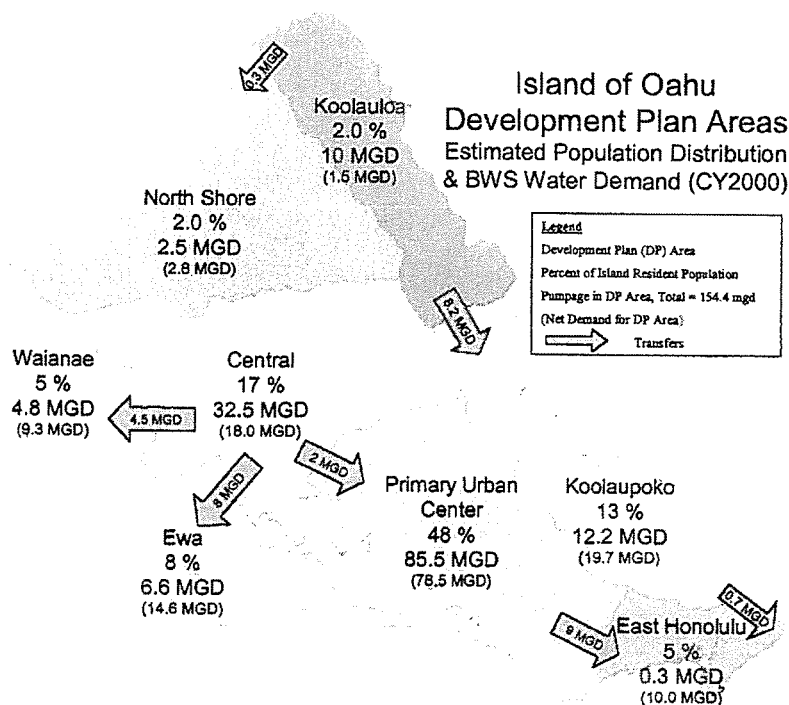 Island of Oahu
Development Plan Areas
Estimated Population Distribution
& BWS Water Demand (CY2000)
Legend
Development Plan (DP) Area
Percent of Island Resident Population
Pumpage in DP Area, Total = 154.4 mgd
(Net Demand for DP Area)
Transfers
0.3 MGD
Koolauloa
2.0 %
10 MGD
(1.5 MGD)
North Shore
2.0 %
2.5 MGD
(2.8 MGD)
8.2 MGD
Waianae
5 %
4.8 MGD
(9.3 MGD)
4.5 MGD
Central
17 %
32.5 MGD
(18.0 MGD)
8 MGD
2 MGD
Ewa
8 %
6.6 MGD
(14.6 MGD)
Primary Urban
Center
48 %
85.5 MGD
(78.5 MGD)
Koolaupoko
13 %
12.2 MGD
(19.7 MGD)
0.7 MGD
9 MGD
East Honolulu
5 %
0.3 MGD
(10.0 MGD)